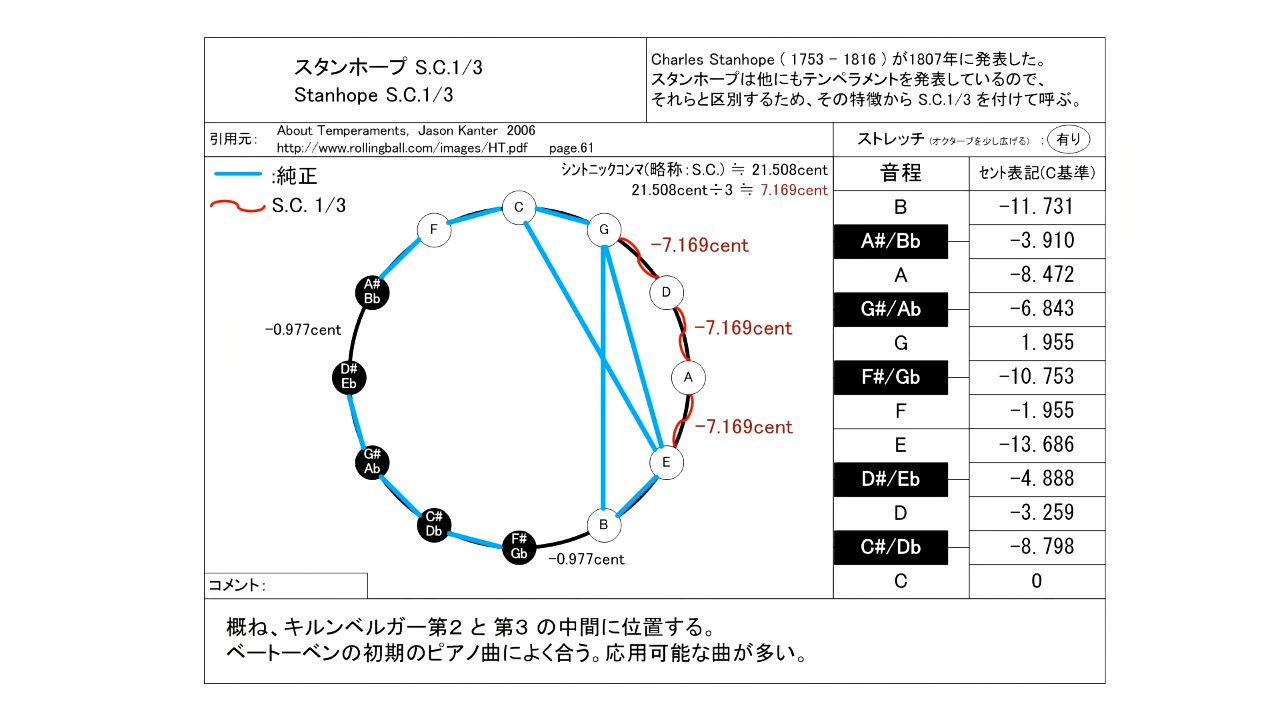 スタンホープ S.C.1/3
Stanhope S.C.1/3
Charles Stanhope ( 1753 - 1816 ) が1807年に発表した。
スタンホープは他にもテンペラメントを発表しているので、
それらと区別するため、その特徴から S.C.1/3 を付けて呼ぶ。
引用元:
About Temperaments, Jason Kanter 2006
http://www.rollingball.com/images/HT.pdf page.61
ストレッチ (オクターブを少し広げる) : 有り
:純正
S.C. 1/3
シントニックコンマ(略称:S.C.) ≒ 21.508cent
21.508cent÷3 ≒ 7.169cent
音程 セント表記(C基準)
B -11.731
A#/Bb -3.910
A -8.472
G#/Ab -6.843
G 1.955
F#/Gb -10.753
F -1.955
E -13.686
D#/Eb -4.888
D -3.259
C#/Db -8.798
C 0
C
G
D
A
E
B
F#
Gb
C#
Db
G#
Ab
D#
Eb
A#
Bb
F
-7.169cent
-7.169cent
-7.169cent
-0.977cent
-0.977cent
コメント:
概ね、キルンベルガー第2 と 第3 の中間に位置する。
ベートーベンの初期のピアノ曲によく合う。応用可能な曲が多い。